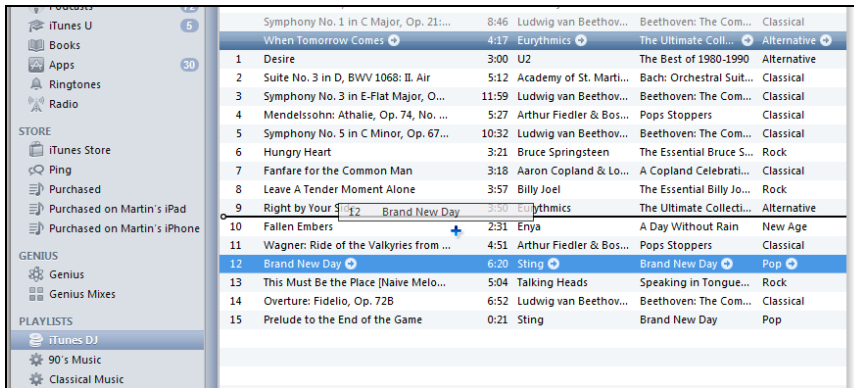 Podcasts 72
iTunes U 5
Books
Apps 30
Ringtones
Radio
STORE
iTunes Store
Ping
Purchased
Purchased on Martin's iPad
Purchased on Martin's iPhone
GENIUS
Genius
Genius Mixes
PLAYLISTS
iTunes DJ
90's Music
Classical Music
Symphony No. 1 in C Major, Op. 21:... 8:46 Ludwig van Beethov... Beethoven: The Com... Classical
When Tomorrow Comes 4:17 Eurythmics The Ultimate Coll... Alternative
1 Desire 3:00 U2 The Best of 1980-1990 Alternative
2 Suite No. 3 in D, BWV 1068: II. Air 5:12 Academy of St. Marti... Bach: Orchestral Suit... Classical
3 Symphony No. 3 in E-Flat Major, O... 11:59 Ludwig van Beethov... Beethoven: The Com... Classical
4 Mendelssohn: Athalie, Op. 74, No. ... 5:27 Arthur Fiedler & Bos... Pops Stoppers Classical
5 Symphony No. 5 in C Minor, Op. 67... 10:32 Ludwig van Beethov... Beethoven: The Com... Classical
6 Hungry Heart 3:21 Bruce Springsteen The Essential Bruce S... Rock
7 Fanfare for the Common Man 3:18 Aaron Copland & Lo... A Copland Celebrati... Classical
8 Leave A Tender Moment Alone 3:57 Billy Joel The Essential Billy Jo... Rock
9 Right by Your Side 3:50 Eurythmics The Ultimate Collecti... Alternative
12 Brand New Day
10 Fallen Embers 2:31 Enya A Day Without Rain New Age
11 Wagner: Ride of the Valkyries from ... 4:51 Arthur Fiedler & Bos... Pops Stoppers Classical
12 Brand New Day 6:20 Sting Brand New Day Pop
13 This Must Be the Place [Naive Melo... 5:04 Talking Heads Speaking in Tongue... Rock
14 Overture: Fidelio, Op. 72B 6:52 Ludwig van Beethov... Beethoven: The Com... Classical
15 Prelude to the End of the Game 0:21 Sting Brand New Day Pop